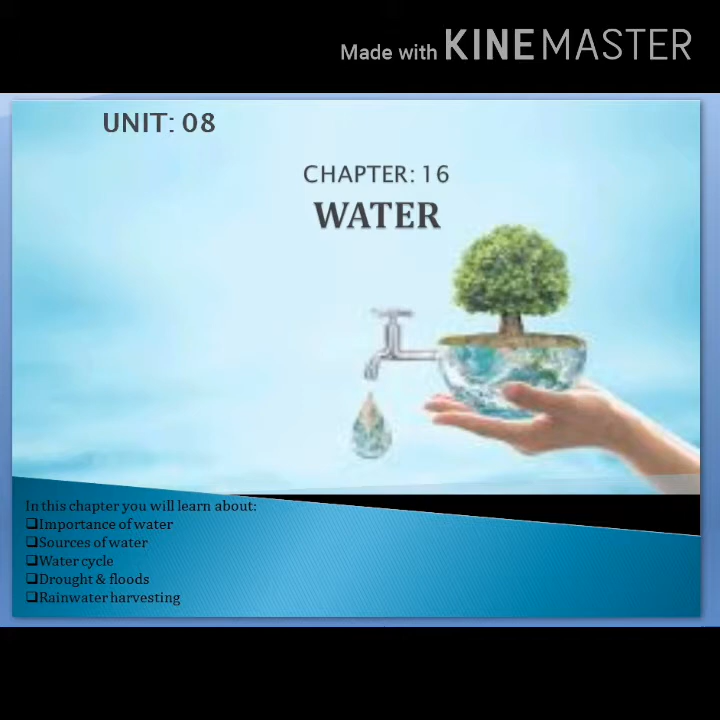 Made with KINEMASTER
UNIT: 08
CHAPTER: 16
WATER
In this chapter you will learn about:
❑Importance of water
❑Sources of water
❑Water cycle
❑Drought & floods
❑Rainwater harvesting